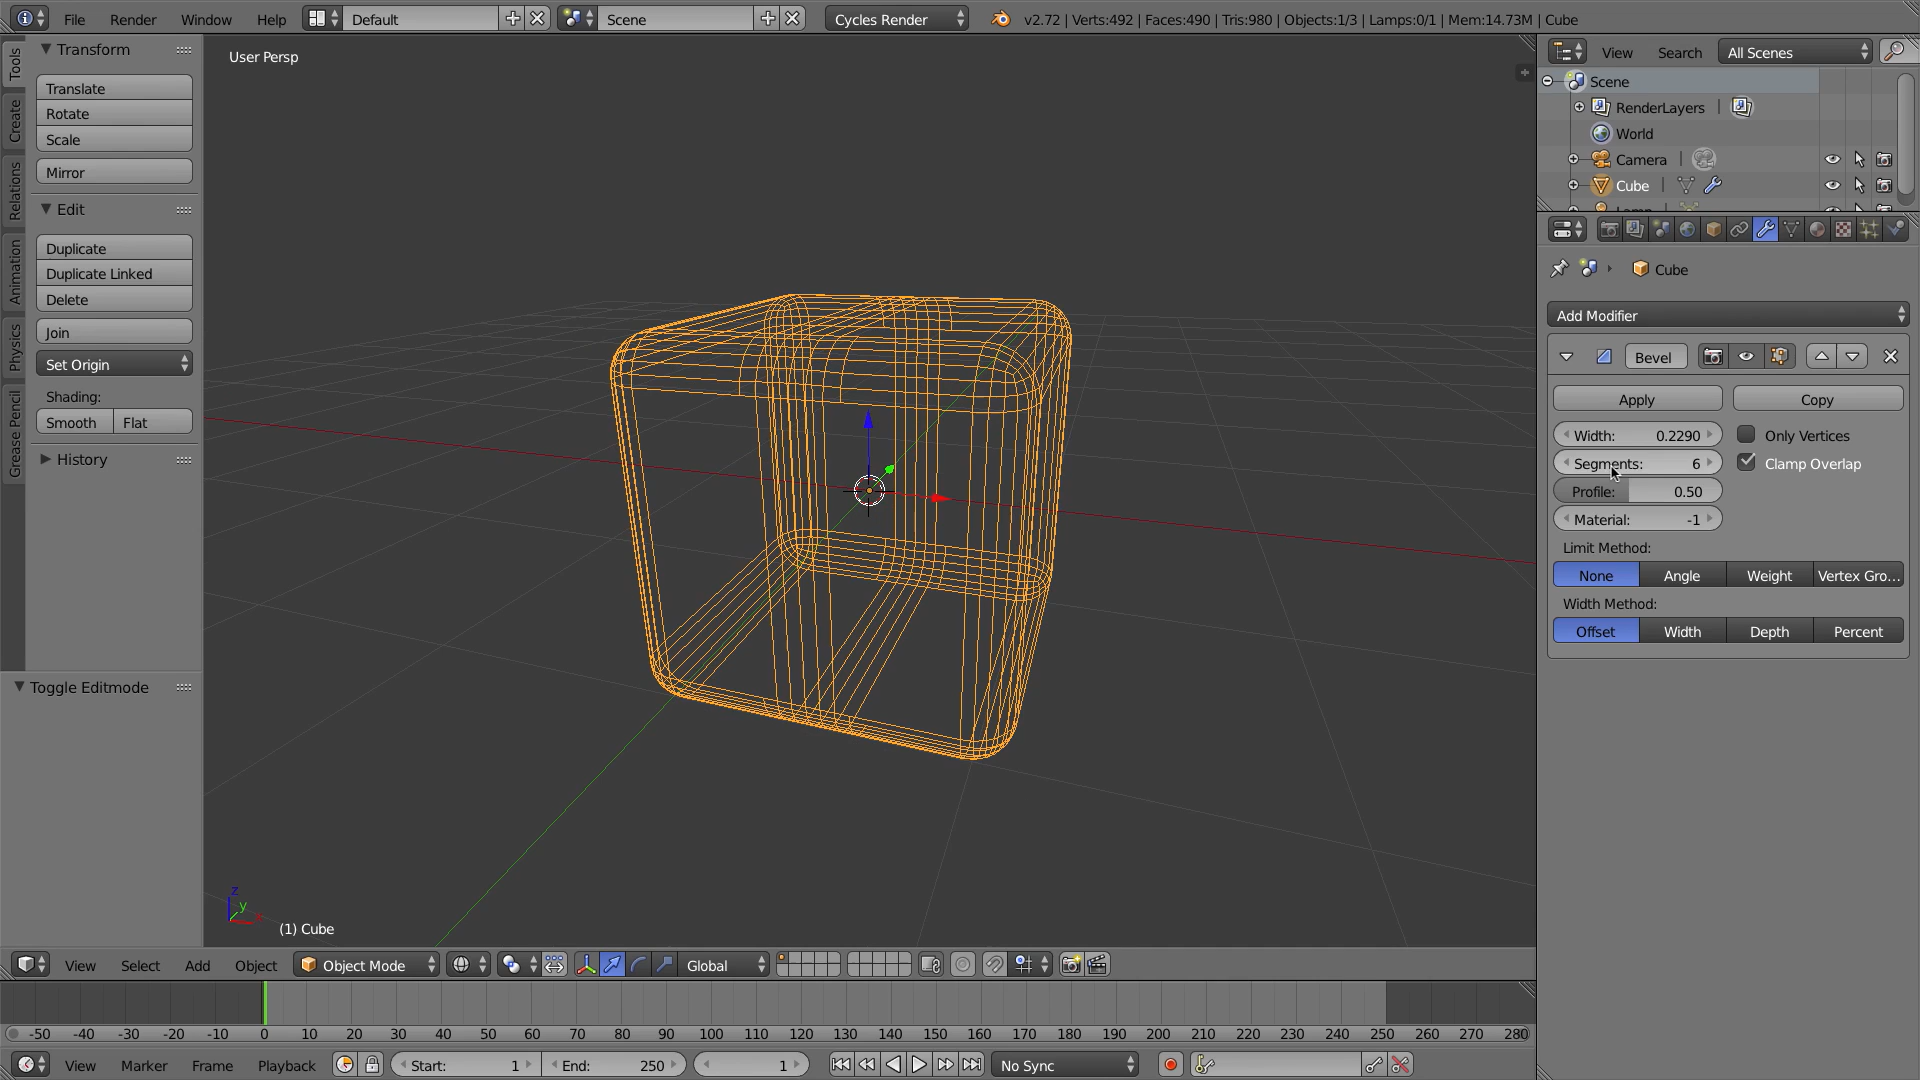 File Render Window Help Default Scene Cycles Render v2.72 | Verts:492 | Faces:490 | Tris:980 | Objects:1/3 | Lamps:0/1 | Mem:14.73M | Cube
Tools
Create
Relations
Animation
Physics
Grease Pencil
Transform
Translate
Rotate
Scale
Mirror
Edit
Duplicate
Duplicate Linked
Delete
Join
Set Origin
Shading:
Smooth Flat
History
Toggle Editmode
User Persp
z
y
(1) Cube
View Search All Scenes
Scene
RenderLayers
World
Camera
Cube
Lamp
Cube
Add Modifier
Bevel
Apply Copy
Width: 0.2290 Only Vertices
Segments: 6 Clamp Overlap
Profile: 0.50
Material: -1
Limit Method:
None Angle Weight Vertex Gro...
Width Method:
Offset Width Depth Percent
View Select Add Object Object Mode Global
-50 -40 -30 -20 -10 0 10 20 30 40 50 60 70 80 90 100 110 120 130 140 150 160 170 180 190 200 210 220 230 240 250 260 270 280
View Marker Frame Playback Start: 1 End: 250 1 No Sync